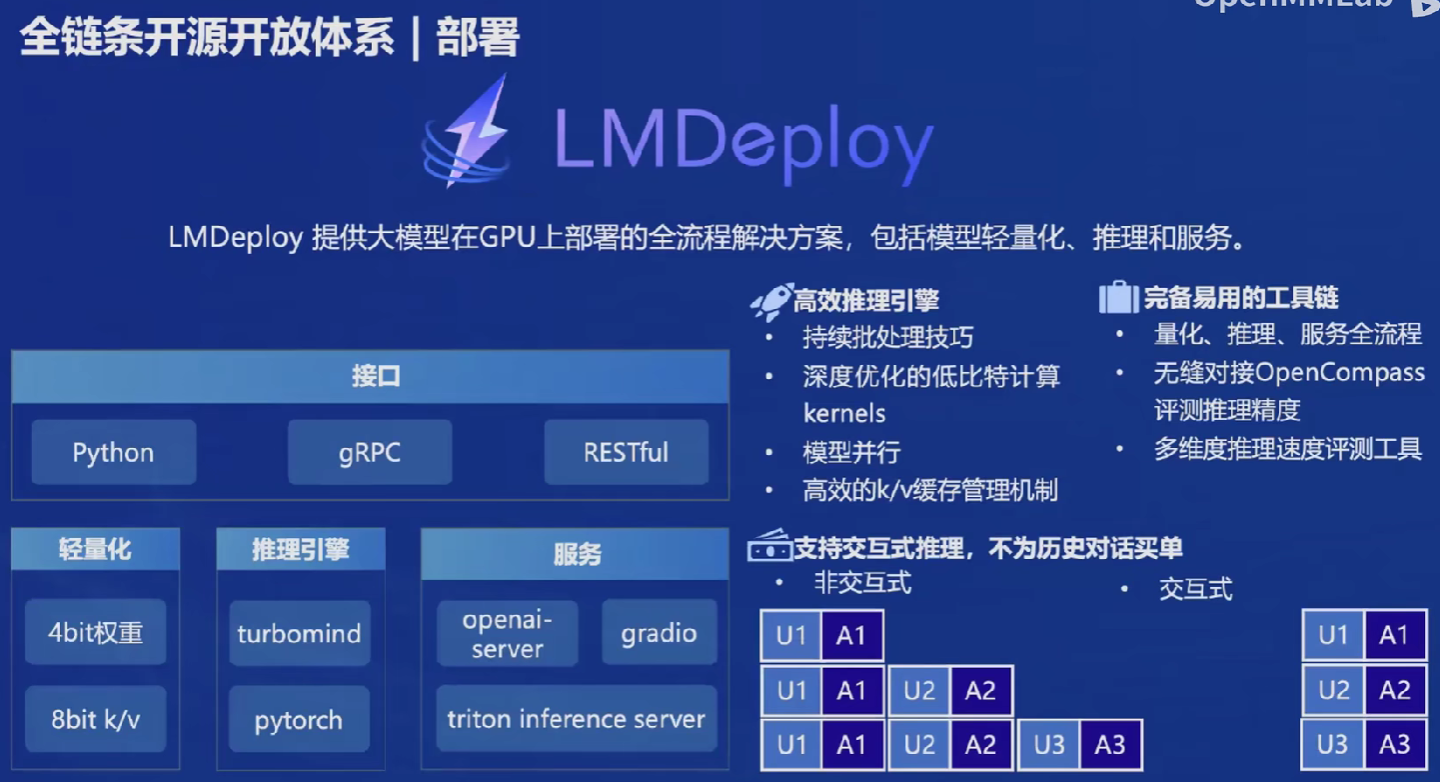 OpenMMLab
全链条开源开放体系 | 部署
LMDeploy
LMDeploy 提供大模型在GPU上部署的全流程解决方案，包括模型轻量化、推理和服务。
接口
Python
gRPC
RESTful
轻量化
4bit权重
8bit k/v
推理引擎
turbomind
pytorch
服务
openai-
server
gradio
triton inference server
高效推理引擎
• 持续批处理技巧
• 深度优化的低比特计算
kernels
• 模型并行
• 高效的k/v缓存管理机制
完备易用的工具链
• 量化、推理、服务全流程
• 无缝对接OpenCompass
评测推理精度
• 多维度推理速度评测工具
支持交互式推理，不为历史对话买单
• 非交互式
U1 A1
U1 A1 U2 A2
U1 A1 U2 A2 U3 A3
• 交互式
U1 A1
U2 A2
U3 A3